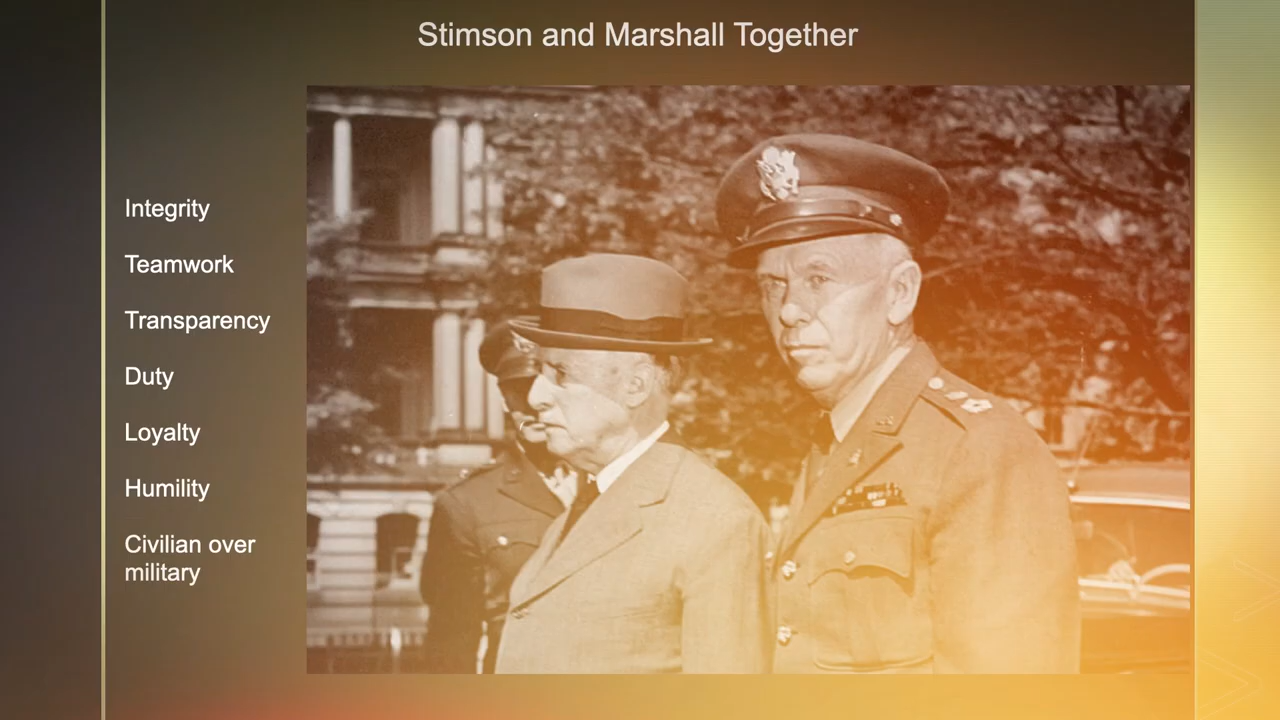 Stimson and Marshall Together
Integrity
Teamwork
Transparency
Duty
Loyalty
Humility
Civilian over
military